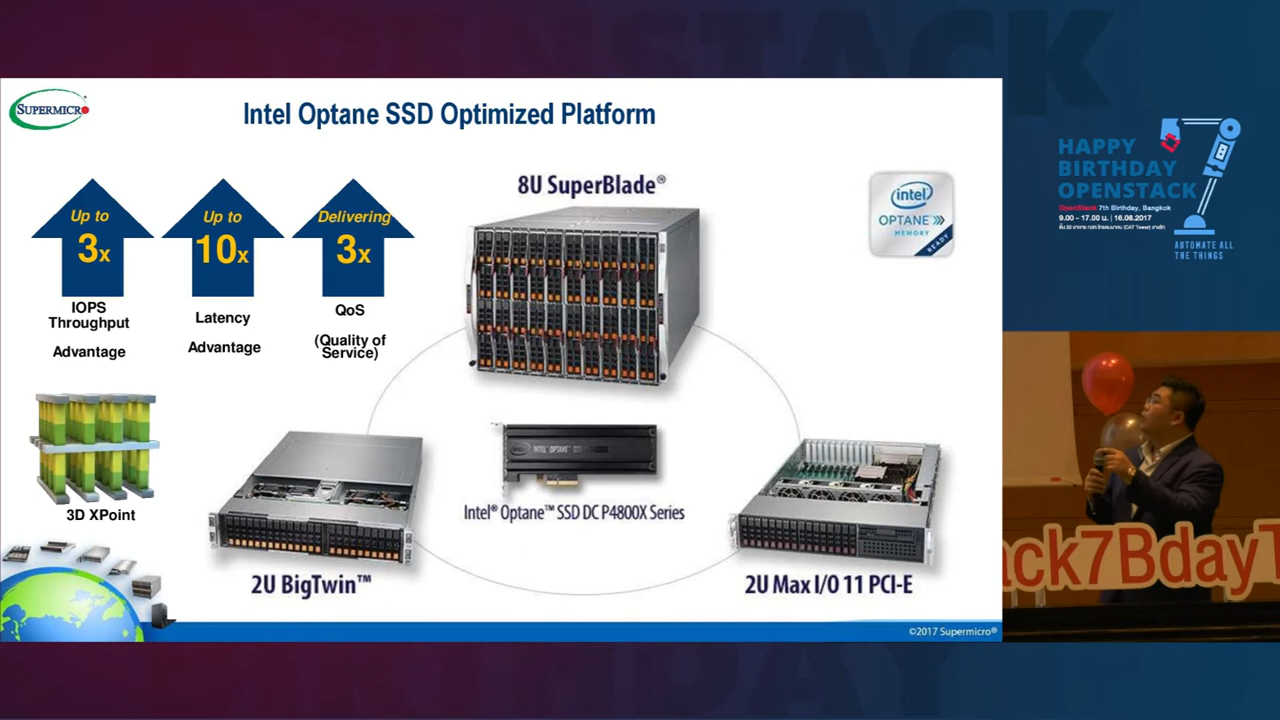 SUPERMICR
Intel Optane SSD Optimized Platform
Up to
3x
IOPS
Throughput
Advantage
Up to
10x
Latency
Advantage
Delivering
3x
QoS
(Quality of
Service)
3D XPoint
8U SuperBlade®
intel
OPTANE
MEMORY
READY
Intel® Optane™ SSD DC P4800X Series
2U BigTwin™
2U Max I/O 11 PCI-E
©2017 Supermicro®
HAPPY
BIRTHDAY
OPENSTACK
OpenStack 7th Birthday, Bangkok
9.00 - 17.00 น. | 16.08.2017
AUTOMATE ALL
THE THINGS
ack7BdayT